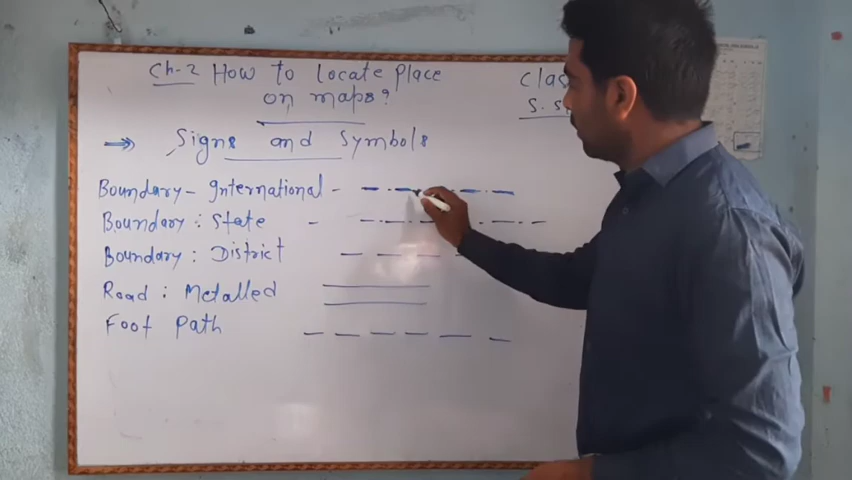 Ch-2 How to Locate Place
on maps?
Signs and Symbols
Boundary - International -
Boundary : State -
Boundary : District
Road : Metalled
Foot Path